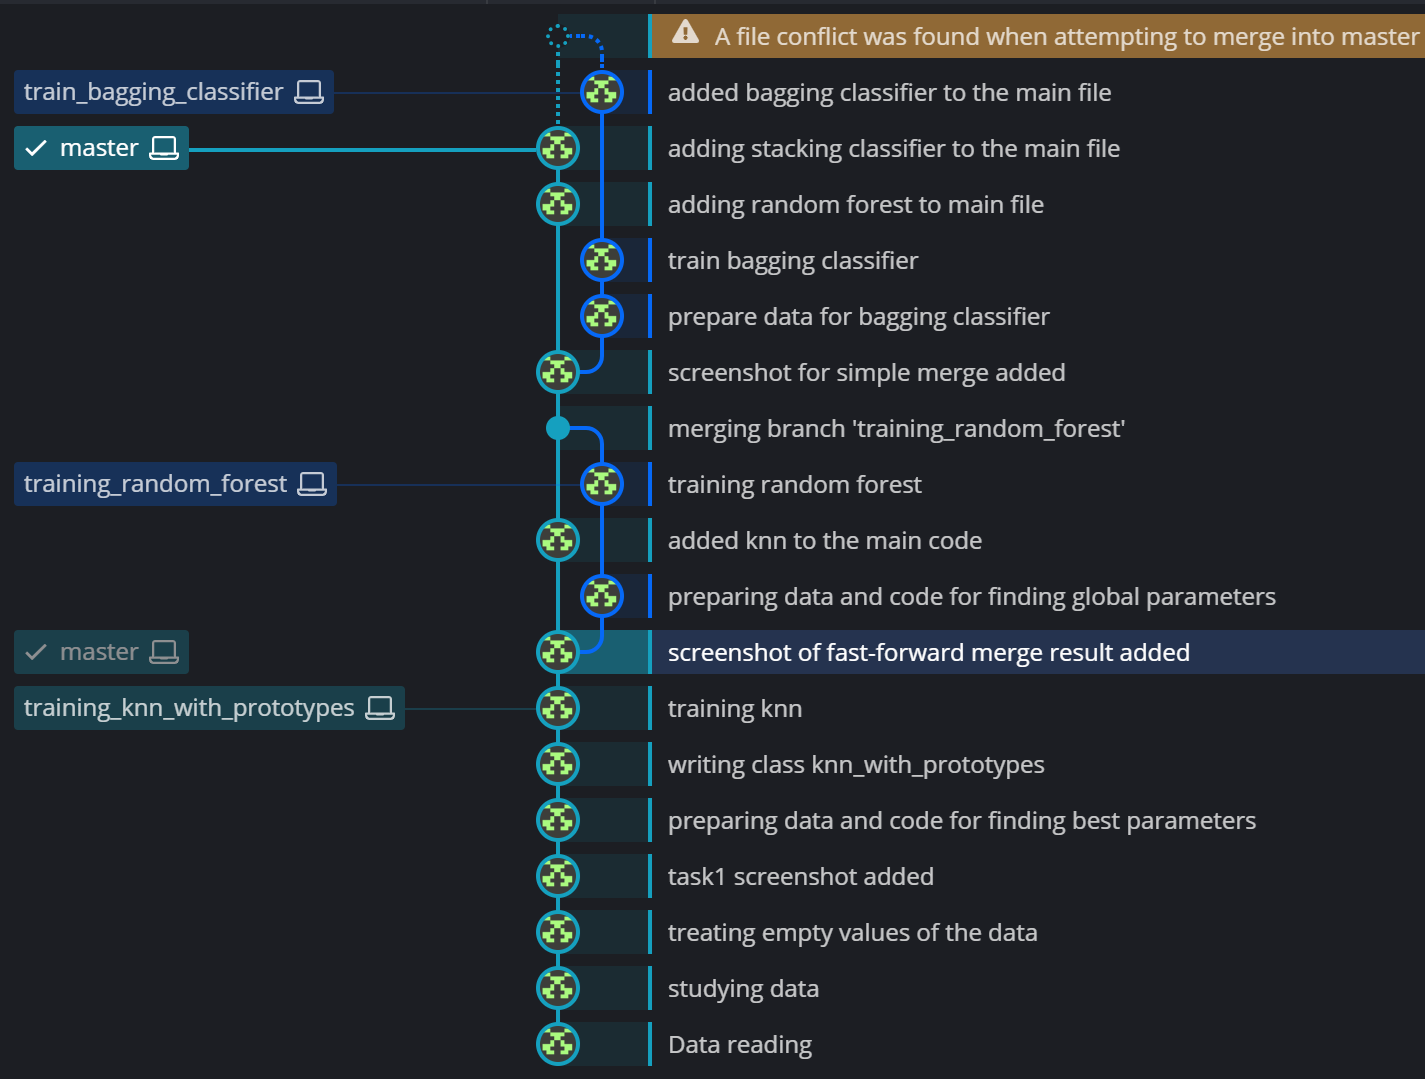 A file conflict was found when attempting to merge into master
train_bagging_classifier
added bagging classifier to the main file
master
adding stacking classifier to the main file
adding random forest to main file
train bagging classifier
prepare data for bagging classifier
screenshot for simple merge added
merging branch 'training_random_forest'
training_random_forest
training random forest
added knn to the main code
preparing data and code for finding global parameters
master
screenshot of fast-forward merge result added
training_knn_with_prototypes
training knn
writing class knn_with_prototypes
preparing data and code for finding best parameters
task1 screenshot added
treating empty values of the data
studying data
Data reading